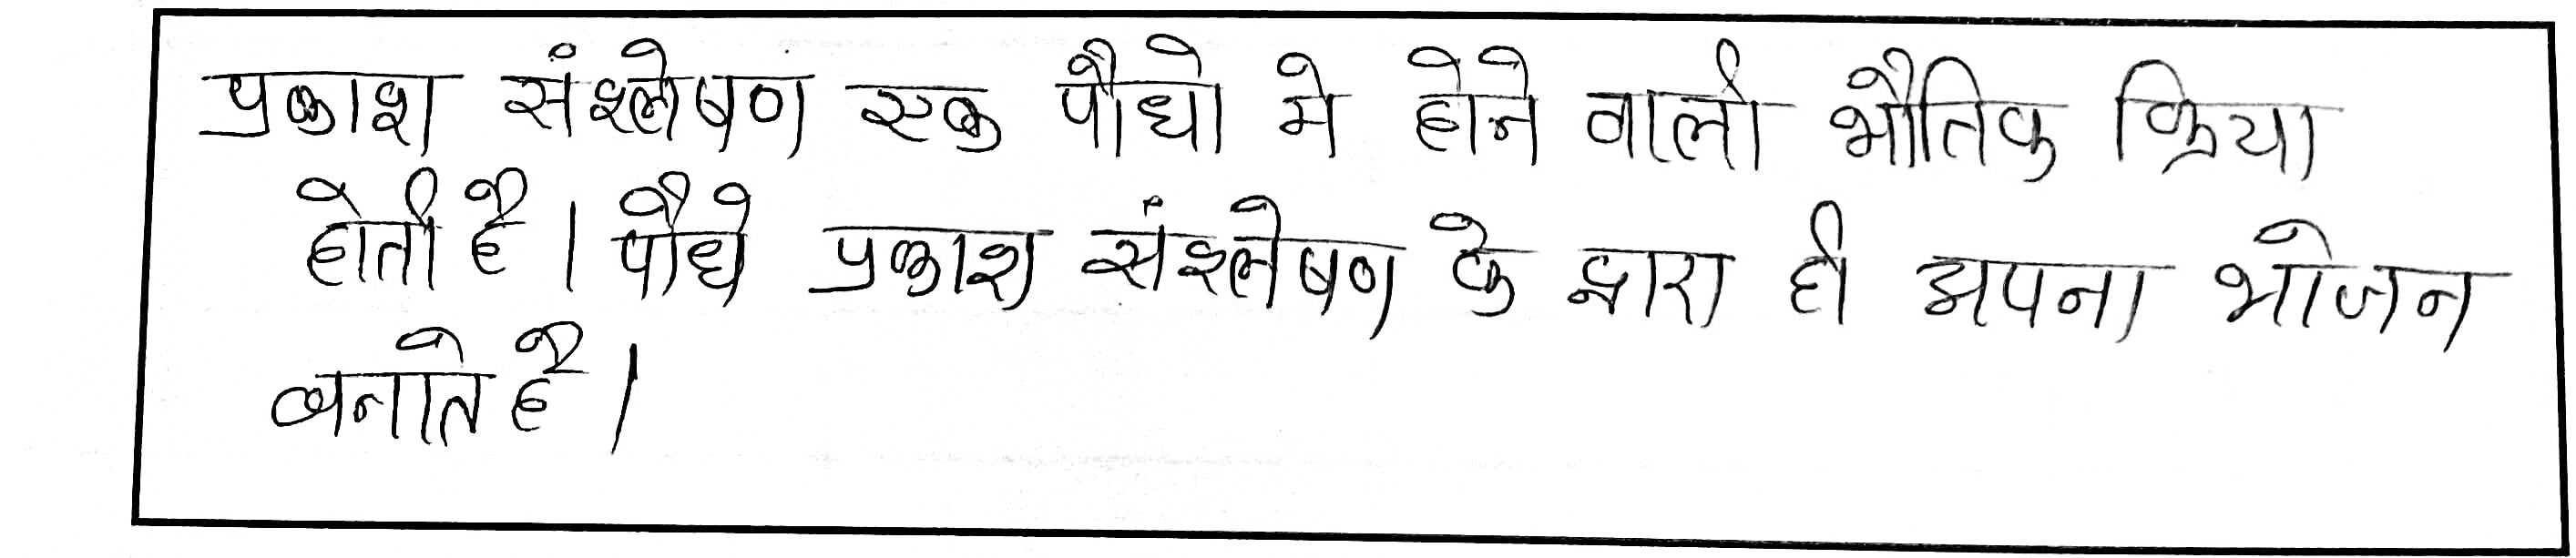 प्रकाश संश्लेषण एक पौधो मे होने वाली भौतिक क्रिया
होती है। पौधे प्रकाश संश्लेषण के द्वारा ही अपना भोजन
बनाते है।